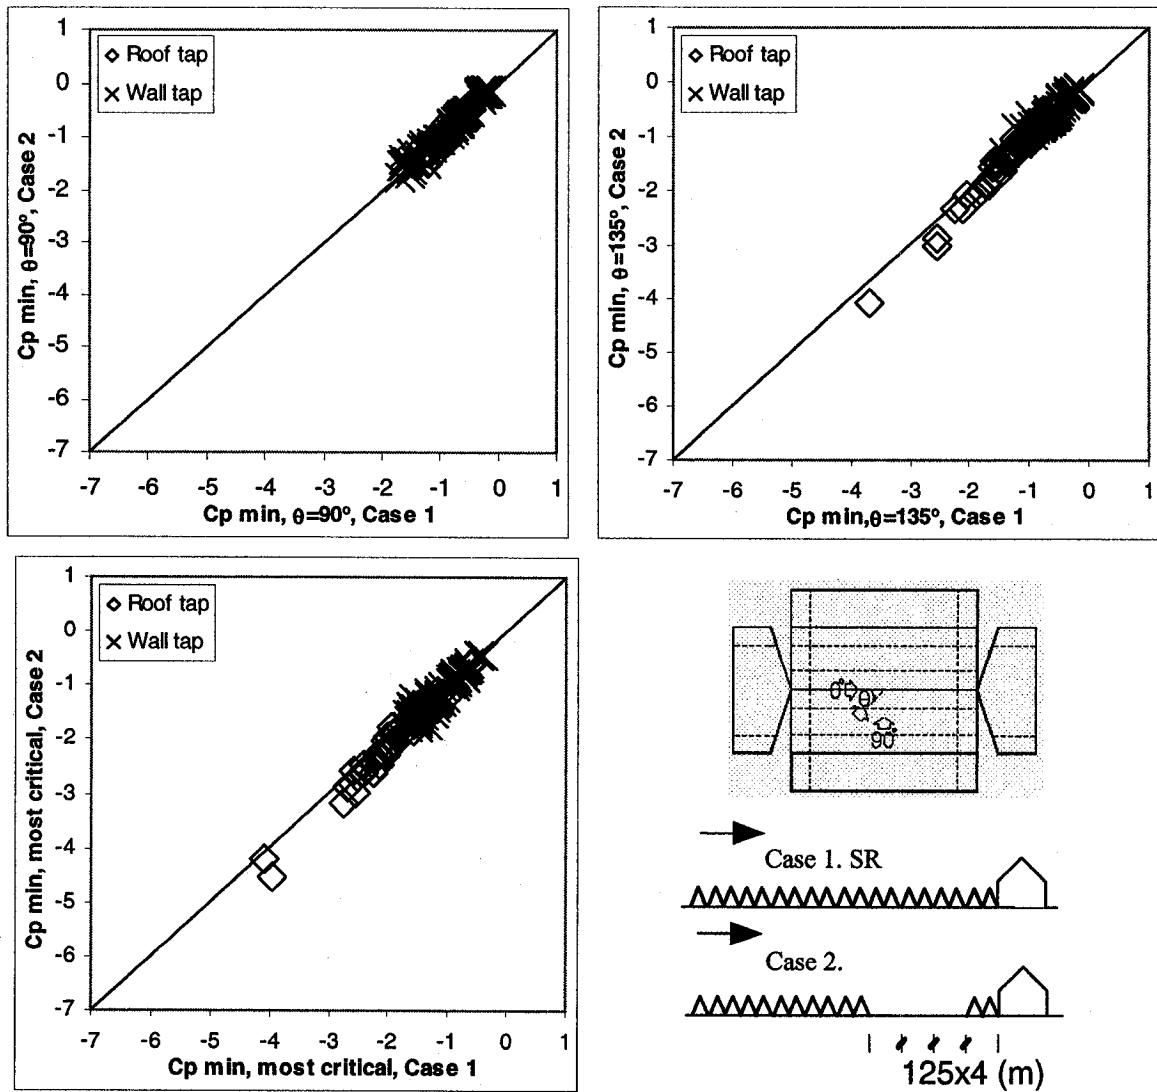 1
0
-1
-2
-3
-4
-5
-6
-7
Roof tap
Wall tap
Cp min, θ=90º, Case 2
-7 -6 -5 -4 -3 -2 -1 0 1
Cp min, θ=90º, Case 1
1
0
-1
-2
-3
-4
-5
-6
-7
Roof tap
Wall tap
Cp min, θ=135º, Case 2
-7 -6 -5 -4 -3 -2 -1 0 1
Cp min,θ=135º, Case 1
1
0
-1
-2
-3
-4
-5
-6
-7
Roof tap
Wall tap
Cp min, most critical, Case 2
-7 -6 -5 -4 -3 -2 -1 0 1
Cp min, most critical, Case 1
0° θ
90°
Case 1. SR
Case 2.
125x4 (m)